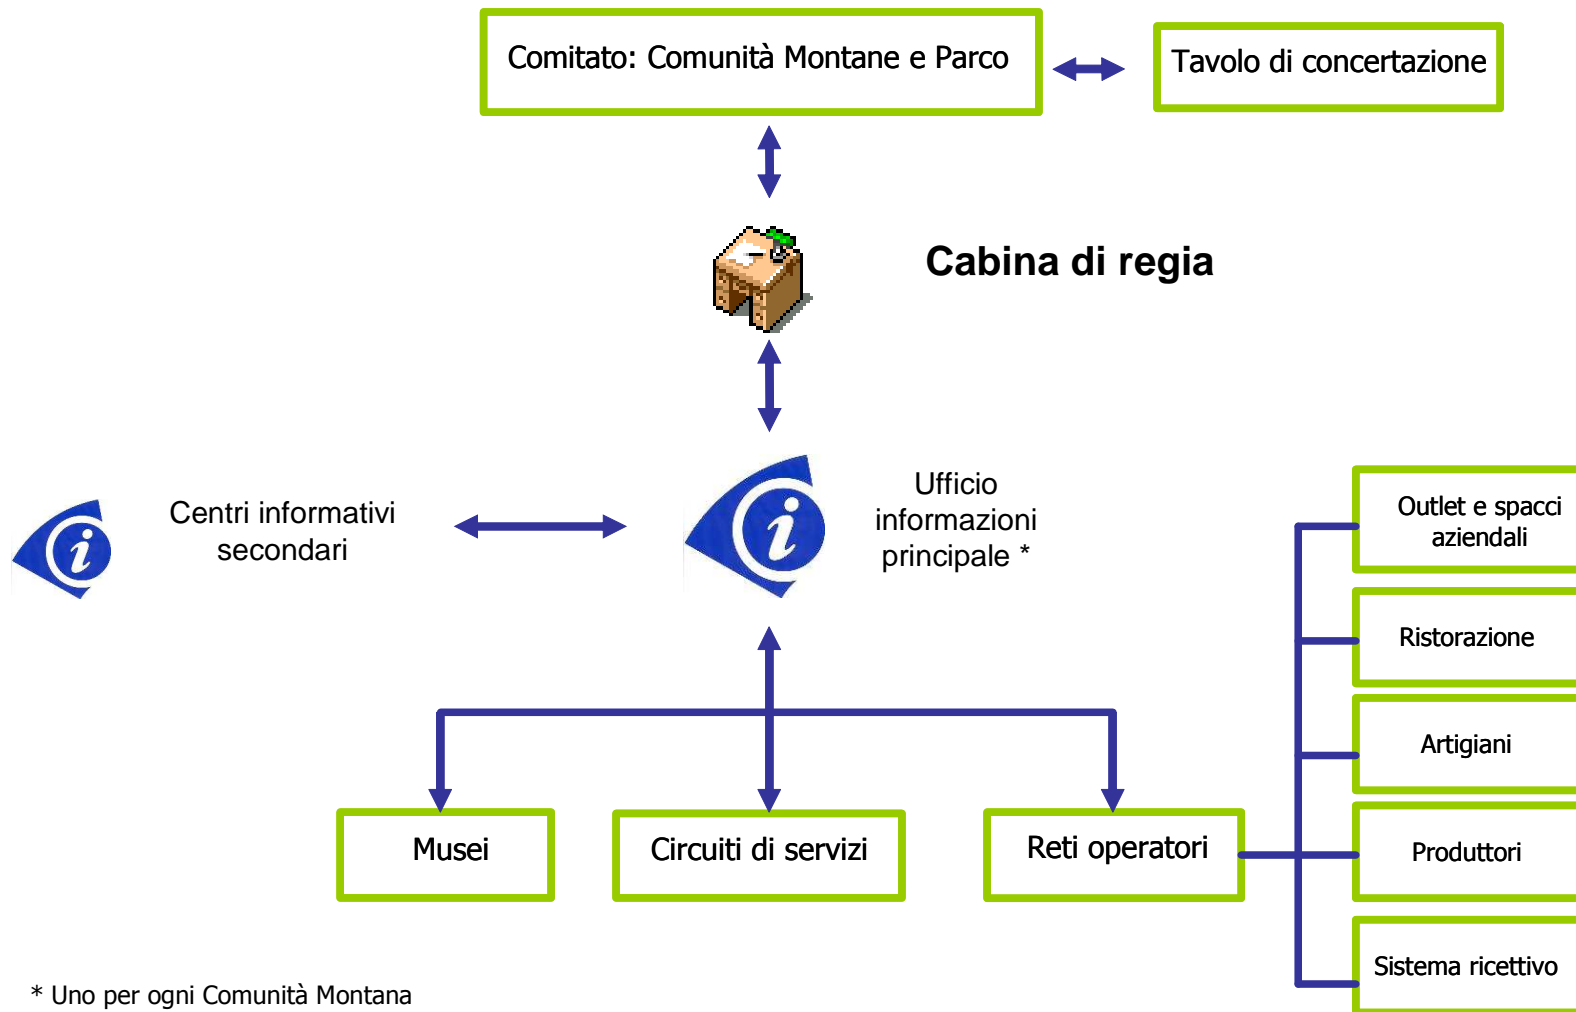 Comitato: Comunità Montane e Parco
Tavolo di concertazione
Cabina di regia
Centri informativi
secondari
i
Ufficio
informazioni
principale *
i
Outlet e spacci
aziendali
Ristorazione
Artigiani
Produttori
Sistema ricettivo
Musei
Circuiti di servizi
Reti operatori
* Uno per ogni Comunità Montana